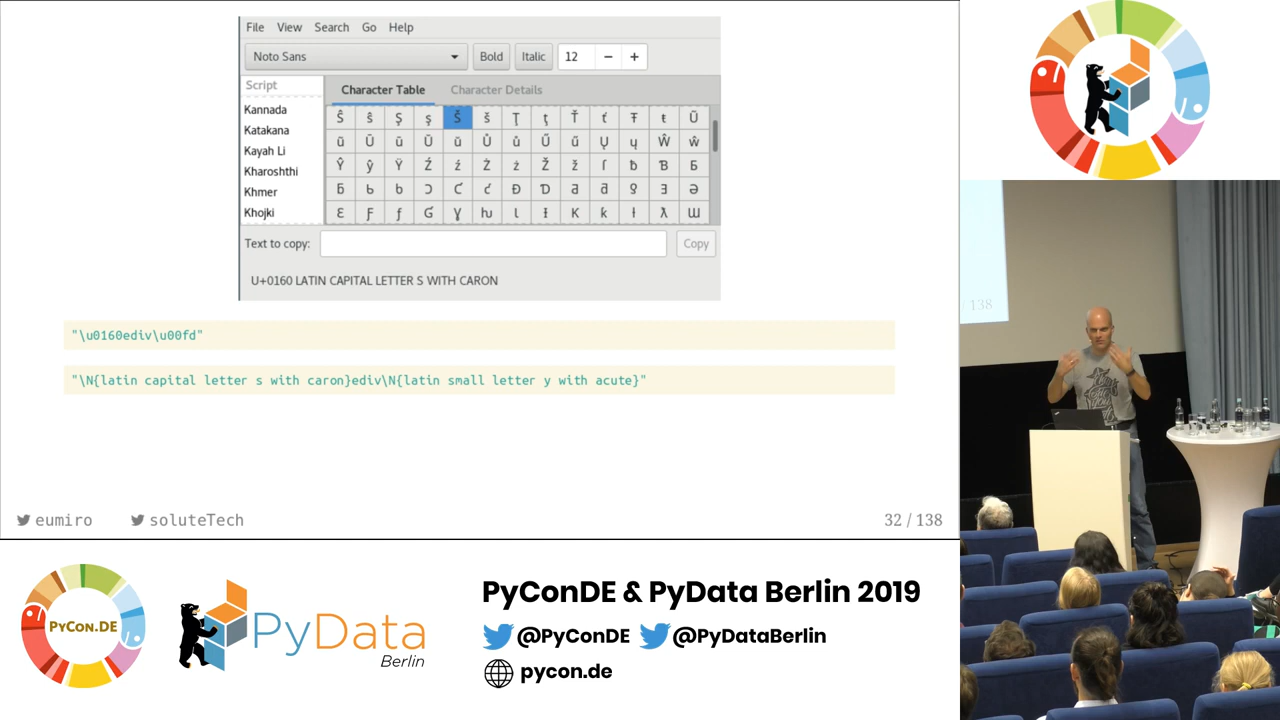 File View Search Go Help
Noto Sans Bold Italic 12 − +
Script
Kannada
Katakana
Kayah Li
Kharoshthi
Khmer
Khojki
Character Table Character Details
Ŝ ŝ Ş ş Š š Ţ ţ Ť ť Ŧ ŧ Ũ
ũ Ū ū Ŭ ŭ Ů ů Ű ű Ų ų Ŵ ŵ
Ŷ ŷ Ÿ Ź ź Ż ż Ž ž ſ ƀ Ɓ Ƃ
ƃ Ƅ ƅ Ɔ Ƈ ƈ Ɖ Ɗ Ƌ ƌ ƍ Ǝ Ə
Ɛ Ƒ ƒ Ɠ Ɣ ƕ Ɩ Ɨ Ƙ ƙ ƚ ƛ Ɯ
Text to copy: Copy
U+0160 LATIN CAPITAL LETTER S WITH CARON
"\u0160ediv\u00fd"
"\N{latin capital letter s with caron}ediv\N{latin small letter y with acute}"
eumiro soluteTech 32 / 138
/ 138
PyCon.DE
PyData
Berlin
PyConDE & PyData Berlin 2019
@PyConDE @PyDataBerlin
pycon.de